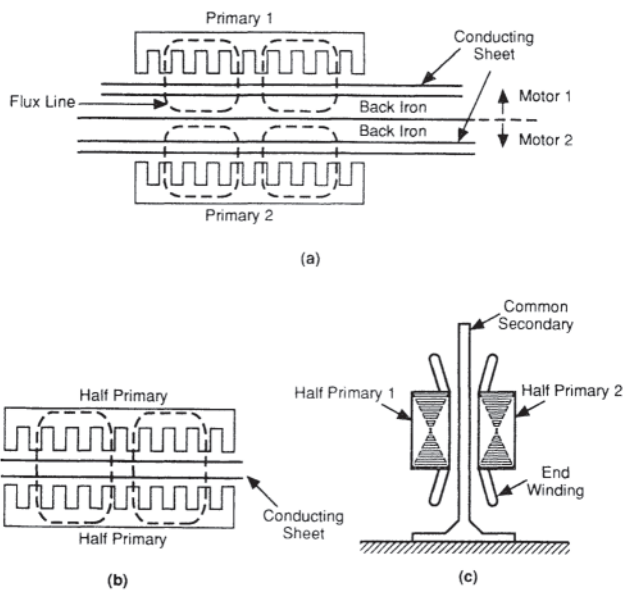 Primary 1
Conducting
Sheet
Flux Line
Back Iron
Motor 1
Back Iron
Motor 2
Primary 2
(a)
Common
Secondary
Half Primary
Half Primary 1
Half Primary 2
End
Winding
Conducting
Sheet
Half Primary
(b)
(c)